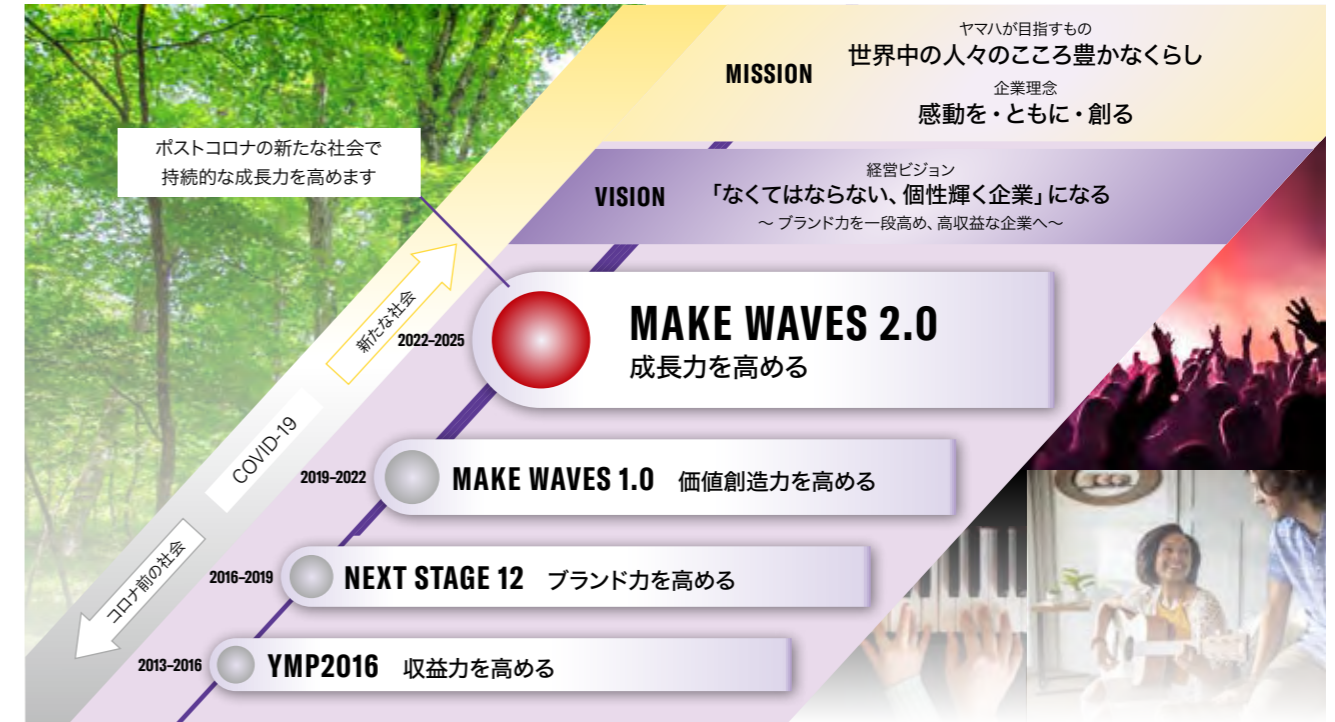 ヤマハが目指すもの
MISSION
世界中の人々のこころ豊かなくらし
企業理念
感動を・ともに・創る
ポストコロナの新たな社会で
持続的な成長力を高めます
経営ビジョン
VISION
「なくてはならない、個性輝く企業」になる
～ ブランド力を一段高め、高収益な企業へ～
新たな社会
2022–2025
MAKE WAVES 2.0
成長力を高める
COVID-19
2019–2022
MAKE WAVES 1.0 価値創造力を高める
コロナ前の社会
2016–2019
NEXT STAGE 12 ブランド力を高める
2013–2016
YMP2016 収益力を高める